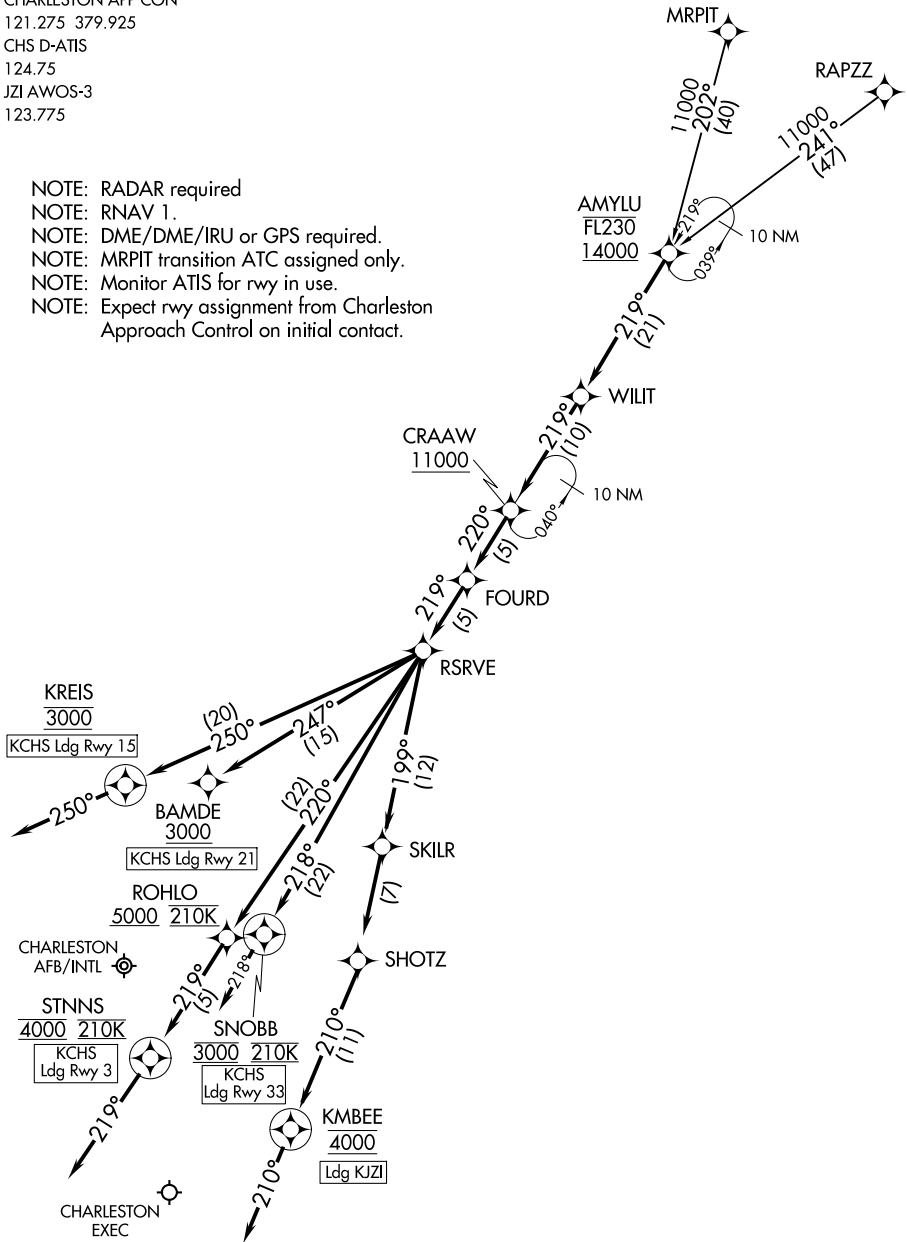 CHARLESTON APP CON
121.275 379.925
CHS D-ATIS
124.75
JZI AWOS-3
123.775
NOTE: RADAR required
NOTE: RNAV 1.
NOTE: DME/DME/IRU or GPS required.
NOTE: MRPIT transition ATC assigned only.
NOTE: Monitor ATIS for rwy in use.
NOTE: Expect rwy assignment from Charleston
Approach Control on initial contact.
MRPIT
11000
202°
(40)
RAPZZ
11000
241°
(47)
AMYLU
FL230
14000
219°
039°
10 NM
219°
(21)
WILIT
219°
(10)
CRAAW
11000
10 NM
040°
220°
(5)
FOURD
219°
(5)
RSRVE
KREIS
3000
KCHS Ldg Rwy 15
(20)
250°
250°
247°
(15)
BAMDE
3000
KCHS Ldg Rwy 21
(22)
220°
218°
(22)
199°
(12)
SKILR
(7)
SHOTZ
ROHLO
5000 210K
CHARLESTON
AFB/INTL
219°
(5)
218°
STNNS
4000 210K
KCHS
Ldg Rwy 3
219°
SNOBB
3000 210K
KCHS
Ldg Rwy 33
210°
(11)
KMBEE
4000
Ldg KJZI
210°
CHARLESTON
EXEC